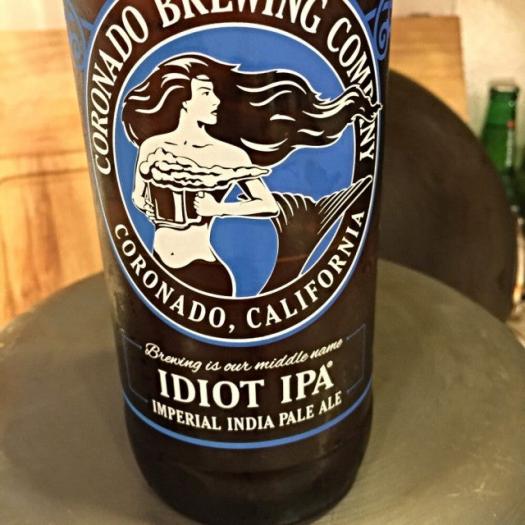 CORONADO BREWING COMPANY
CORONADO, CALIFORNIA
Brewing is our middle name
IDIOT IPA®
IMPERIAL INDIA PALE ALE